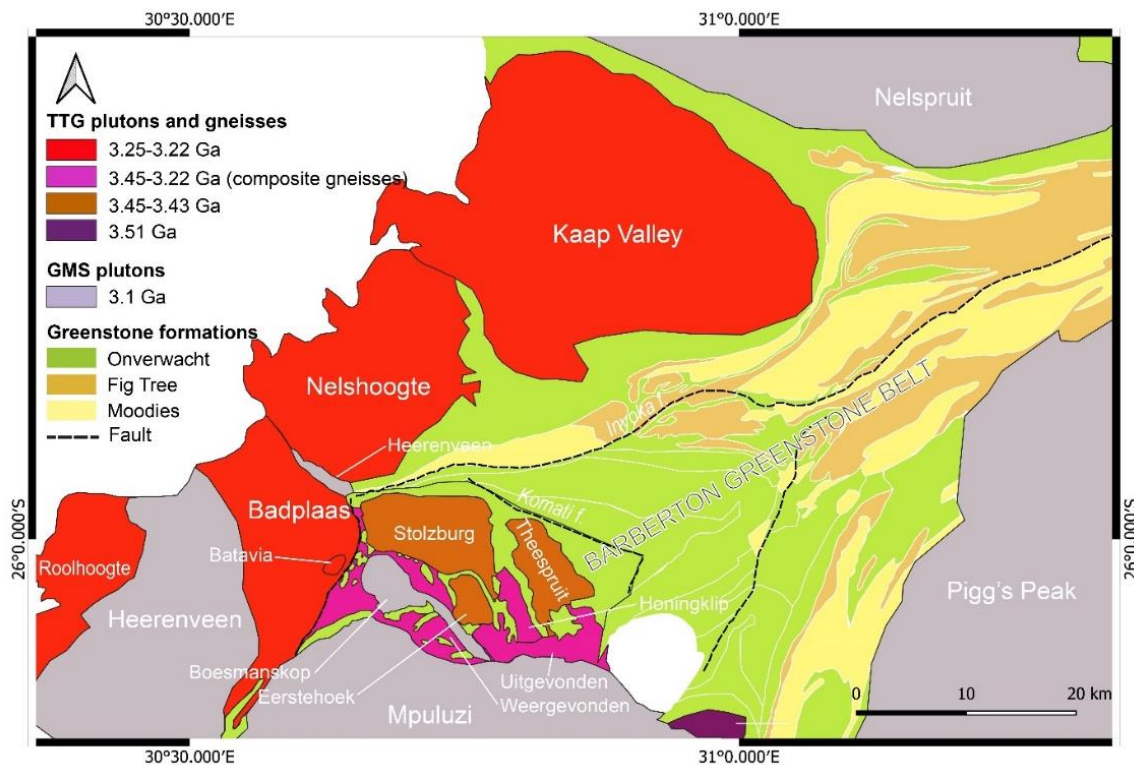 30°30.000′E
31°0.000′E
TTG plutons and gneisses
3.25-3.22 Ga
3.45-3.22 Ga (composite gneisses)
3.45-3.43 Ga
3.51 Ga
GMS plutons
3.1 Ga
Greenstone formations
Onverwacht
Fig Tree
Moodies
Fault
Nelspruit
Kaap Valley
Nelshoogte
Inyoka f.
BARBERTON GREENSTONE BELT
Heerenveen
Komati f.
Badplaas
Stolzburg
Theespruit
26°0.000′S
26°0.000′S
Batavia
Roolhoogte
Pigg's Peak
Heerenveen
Honingklip
Boesmanskop
Eerstehoek
Uitgevonden
Weergevonden
Mpuluzi
0 10 20 km
30°30.000′E
31°0.000′E